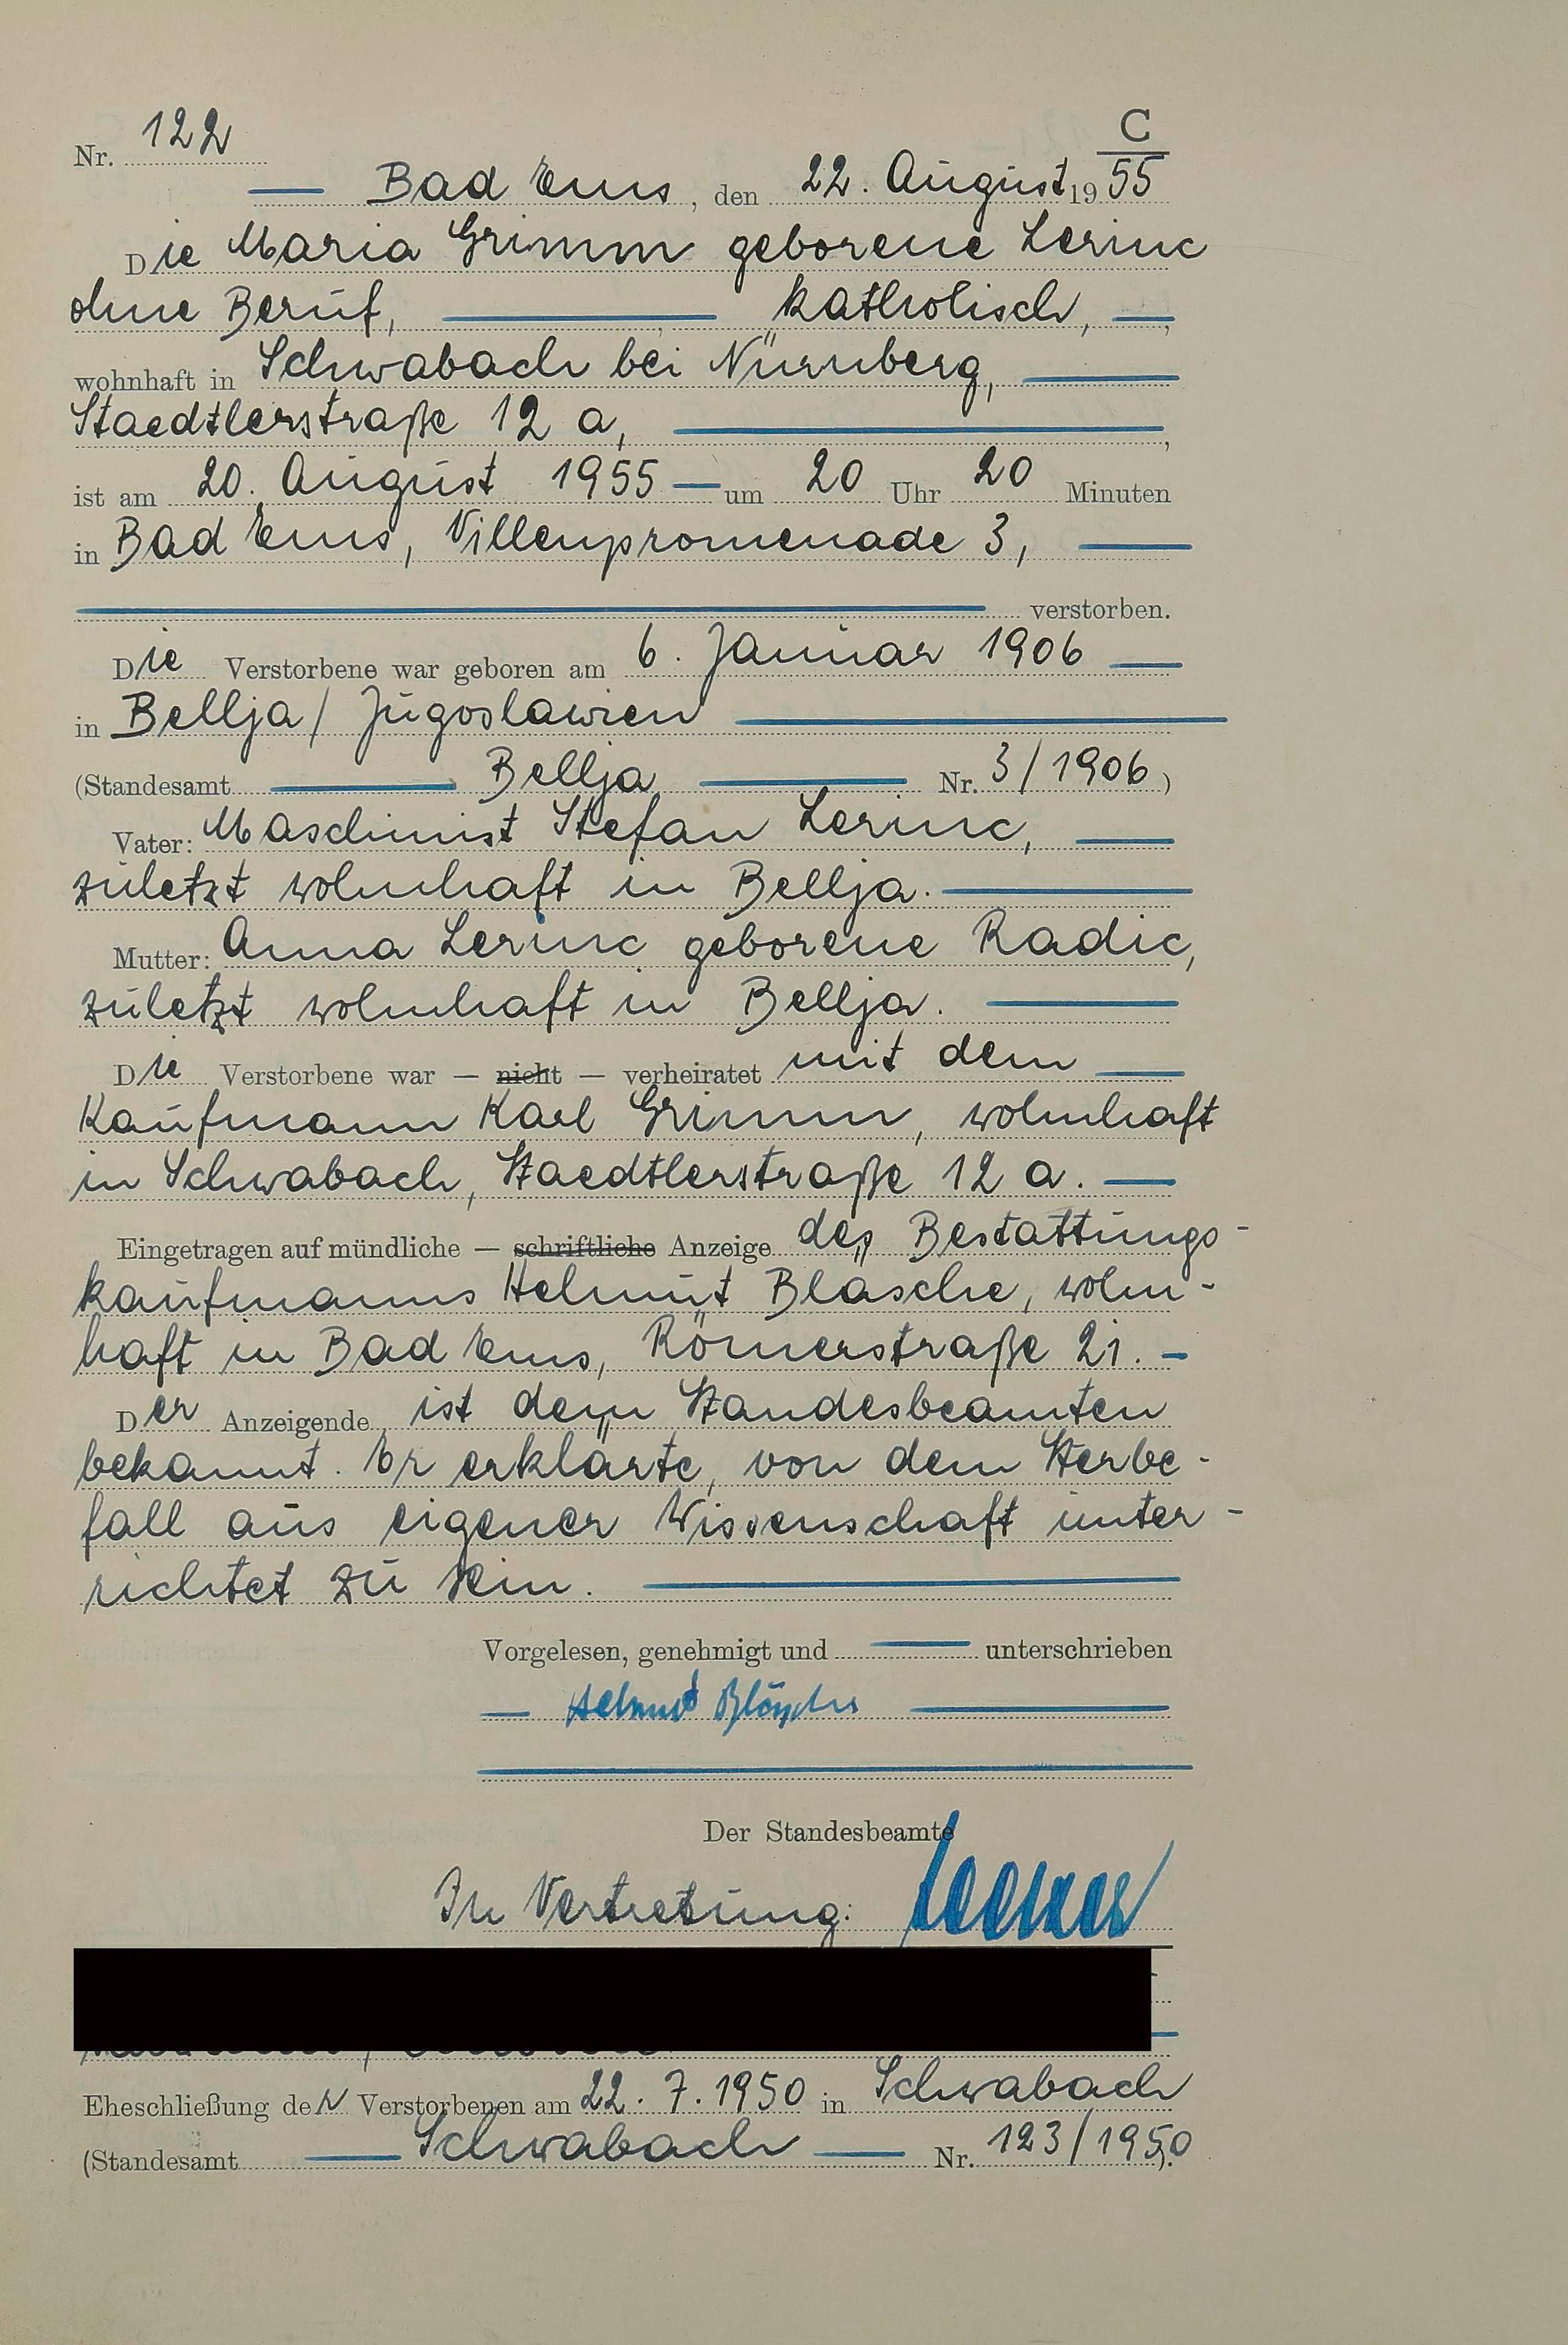 Nr. 122
C
Bad Ems, den 22. August 1955
Die Maria Grimm geborene Lerinc
ohne Beruf, katholisch,
wohnhaft in Schwabach bei Nürnberg,
Staedtlerstraße 12 a,
ist am 20. August 1955 um 20 Uhr 20 Minuten
in Bad Ems, Villenpromenade 3,
verstorben.
Die Verstorbene war geboren am 6. Januar 1906
in Bellja / Jugoslawien
(Standesamt Bellja Nr. 3/1906)
Vater: Maschinist Stefan Lerinc,
zuletzt wohnhaft in Bellja.
Mutter: Anna Lerinc geborene Radic,
zuletzt wohnhaft in Bellja.
Die Verstorbene war — nicht — verheiratet mit dem
Kaufmann Karl Grimm, wohnhaft
in Schwabach, Staedtlerstraße 12 a.
Eingetragen auf mündliche — schriftliche Anzeige des Bestattungs-
kaufmanns Helmut Bläsche, wohn-
haft in Bad Ems, Römerstraße 21.
Der Anzeigende ist dem Standesbeamten
bekannt. Er erklärte, von dem Sterbe-
fall aus eigener Wissenschaft unter-
richtet zu sein.
Vorgelesen, genehmigt und unterschrieben
Helmut Bläsche
Der Standesbeamte
In Vertretung:
Eheschließung der Verstorbenen am 22. 7. 1950 in Schwabach
(Standesamt Schwabach Nr. 123/1950).